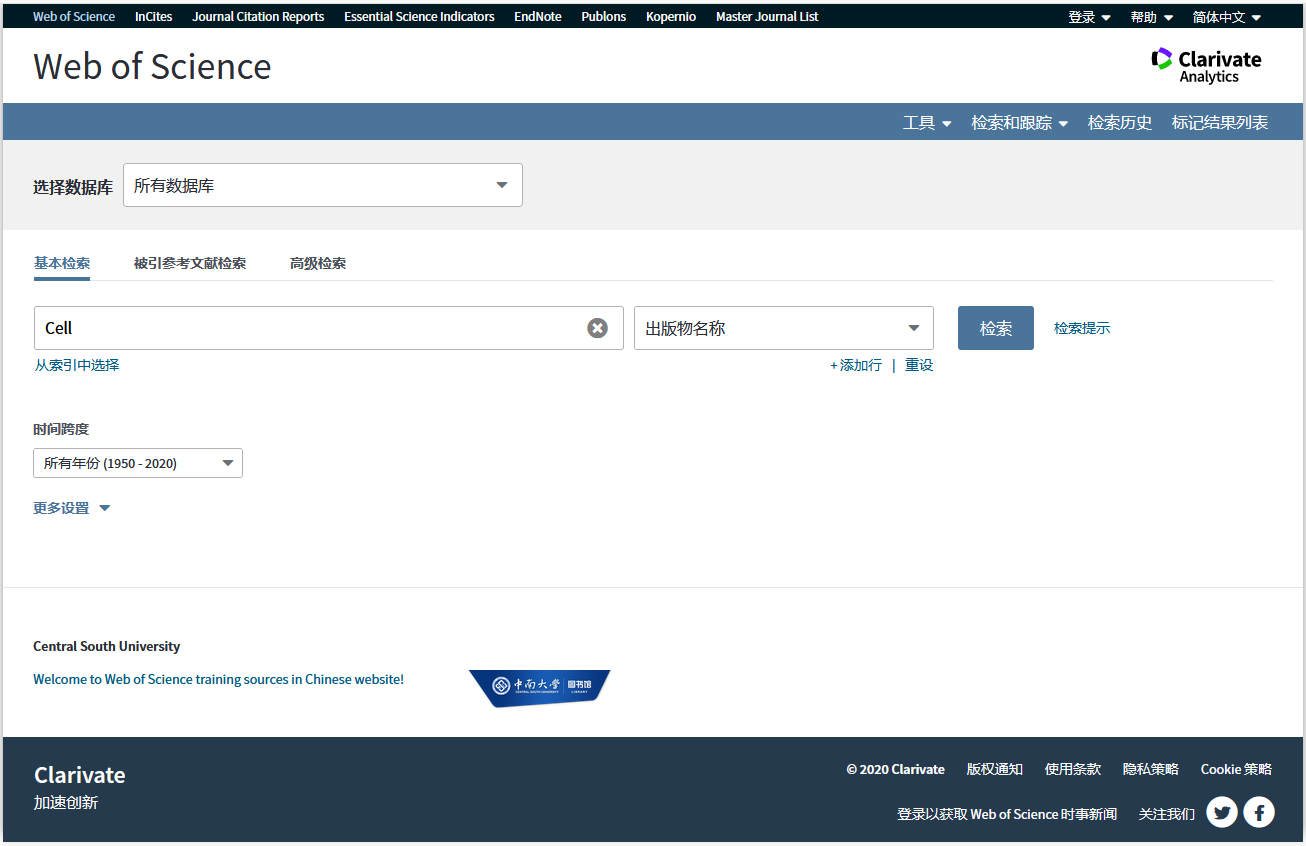 Web of Science InCites Journal Citation Reports Essential Science Indicators EndNote Publons Kopernio Master Journal List 登录 帮助 简体中文
Web of Science
Clarivate
Analytics
工具 检索和跟踪 检索历史 标记结果列表
选择数据库 所有数据库
基本检索 被引参考文献检索 高级检索
Cell 出版物名称 检索 检索提示
从索引中选择 +添加行 | 重设
时间跨度
所有年份 (1950 - 2020)
更多设置
Central South University
Welcome to Web of Science training sources in Chinese website!
中南大学 图书馆
CENTRAL SOUTH UNIVERSITY LIBRARY
Clarivate
加速创新
© 2020 Clarivate 版权通知 使用条款 隐私策略 Cookie 策略
登录以获取 Web of Science 时事新闻 关注我们